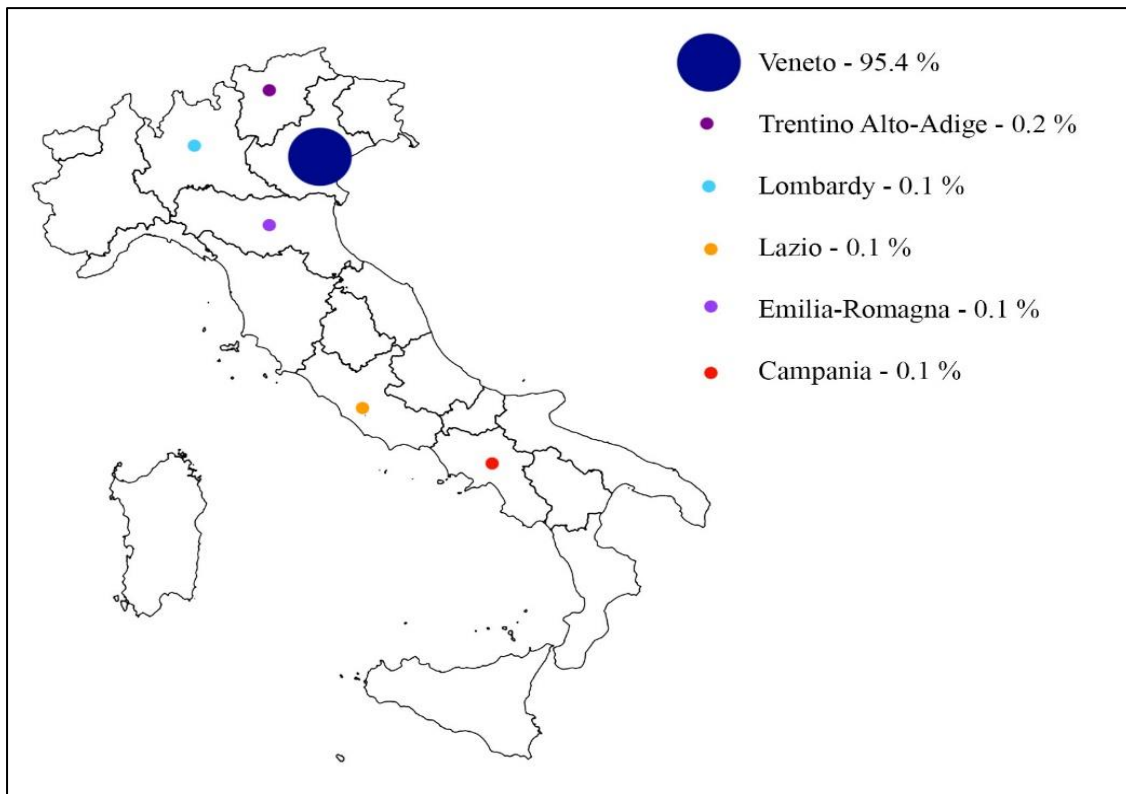 Veneto - 95.4 %
Trentino Alto-Adige - 0.2 %
Lombardy - 0.1 %
Lazio - 0.1 %
Emilia-Romagna - 0.1 %
Campania - 0.1 %